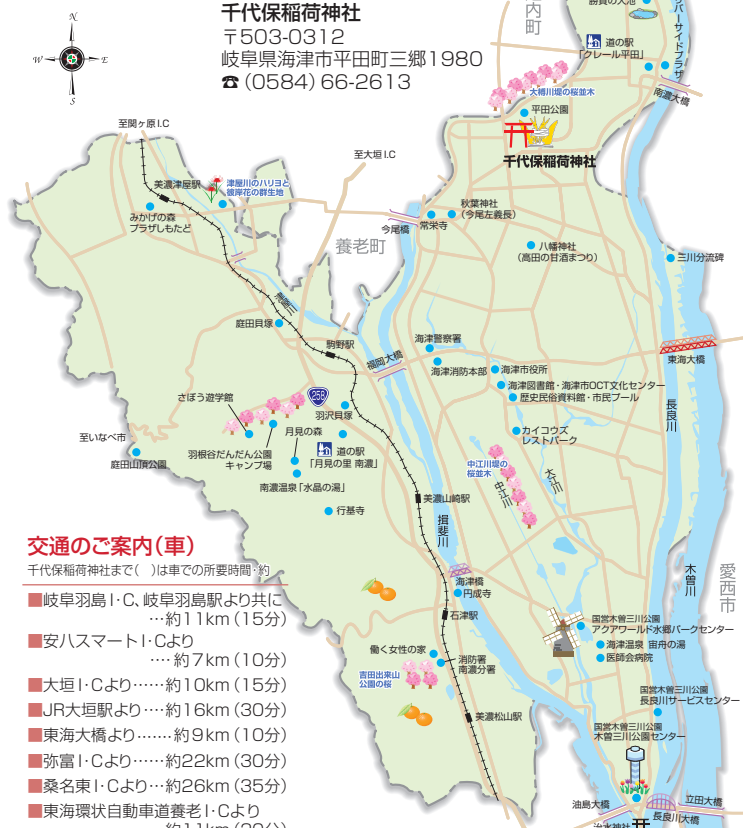 千代保稲荷神社
〒503-0312
岐阜県海津市平田町三郷1980
☎(0584)66-2613
N
W
E
S
内町
勝賀の大池
道の駅
「クレール平田」
バーサイドプラザ
南濃大橋
大榑川堤の桜並木
平田公園
千代保稲荷神社
至関ヶ原I.C
至大垣I.C
美濃津屋駅
津屋川のハリヨと
彼岸花の群生地
みかげの森
プラザしもたど
養老町
今尾橋
常栄寺
秋葉神社
(今尾左義長)
八幡神社
(高田の甘酒まつり)
三川分流碑
庭田貝塚
駒野駅
福岡大橋
海津警察署
海津消防本部
海津市役所
海津図書館・海津市OCT文化センター
歴史民俗資料館・市民プール
東海大橋
長良川
258
さぼう遊学館
羽沢貝塚
至いなべ市
庭田山頂公園
羽根谷だんだん公園
キャンプ場
月見の森
道の駅
「月見の里 南濃」
南濃温泉「水晶の湯」
行基寺
カイコウズ
レストパーク
中江川堤の
桜並木
中江川
大江川
美濃山崎駅
揖斐川
木曽川
愛西市
海津橋
円成寺
石津駅
働く女性の家
消防署
南濃分署
吉田出来山
公園の桜
美濃松山駅
国営木曽三川公園
アクアワールド水郷パークセンター
海津温泉 宙舟の湯
医師会病院
国営木曽三川公園
長良川サービスセンター
国営木曽三川公園
木曽三川公園センター
油島大橋
立田大橋
長良川大橋
治水神社
交通のご案内(車)
千代保稲荷神社まで( )は車での所要時間・約
■岐阜羽島I・C、岐阜羽島駅より共に
…約11km(15分)
■安八スマートI・Cより
‥‥約7km(10分)
■大垣I・Cより……約10km(15分)
■JR大垣駅より‥‥約16km(30分)
■東海大橋より……‥約9km(10分)
■弥富I・Cより……約22km(30分)
■桑名東I・Cより…約26km(35分)
■東海環状自動車道養老I・Cより